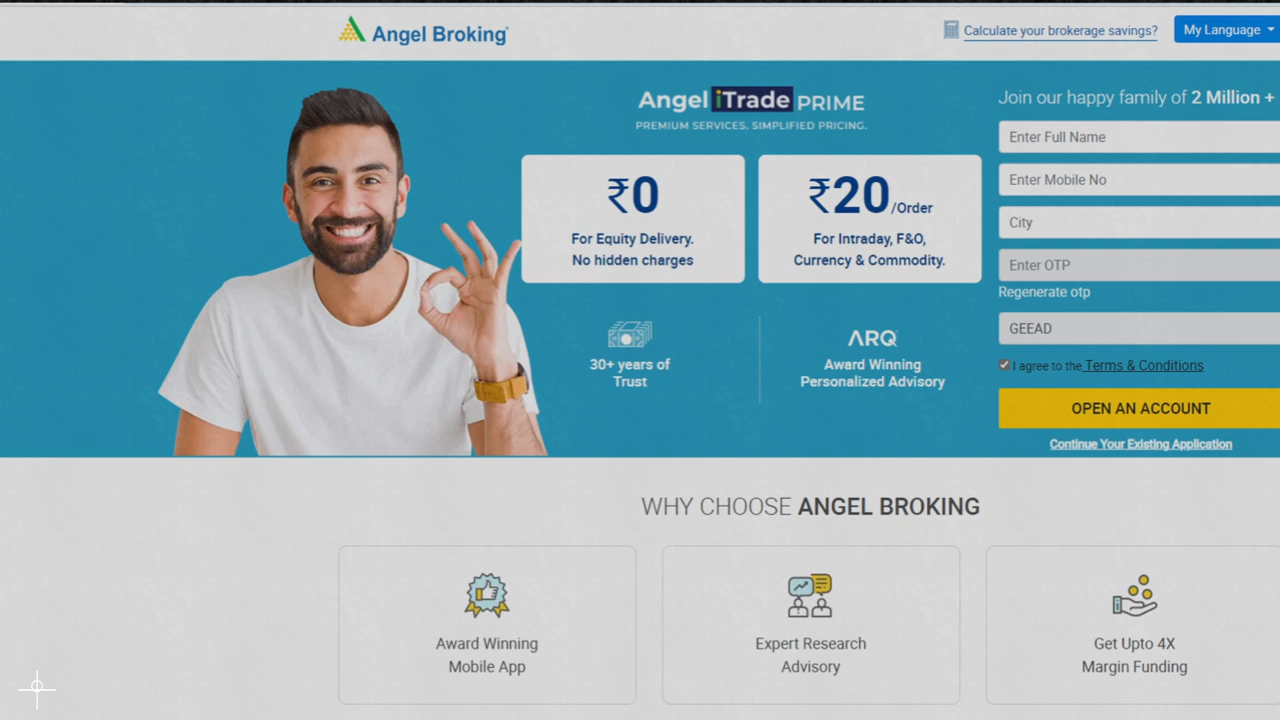 Angel Broking
Calculate your brokerage savings?
My Language
Angel iTrade PRIME
PREMIUM SERVICES. SIMPLIFIED PRICING.
₹0
For Equity Delivery.
No hidden charges
₹20/Order
For Intraday, F&O,
Currency & Commodity.
30+ years of
Trust
ARQ
Award Winning
Personalized Advisory
Join our happy family of 2 Million +
Enter Full Name
Enter Mobile No
City
Enter OTP
Regenerate otp
GEEAD
I agree to the Terms & Conditions
OPEN AN ACCOUNT
Continue Your Existing Application
WHY CHOOSE ANGEL BROKING
Award Winning
Mobile App
Expert Research
Advisory
Get Upto 4X
Margin Funding